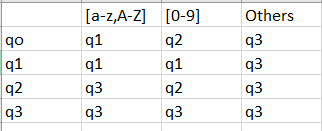 [a-z,A-Z] [0-9] Others
qo q1 q2 q3
q1 q1 q1 q3
q2 q3 q2 q3
q3 q3 q3 q3